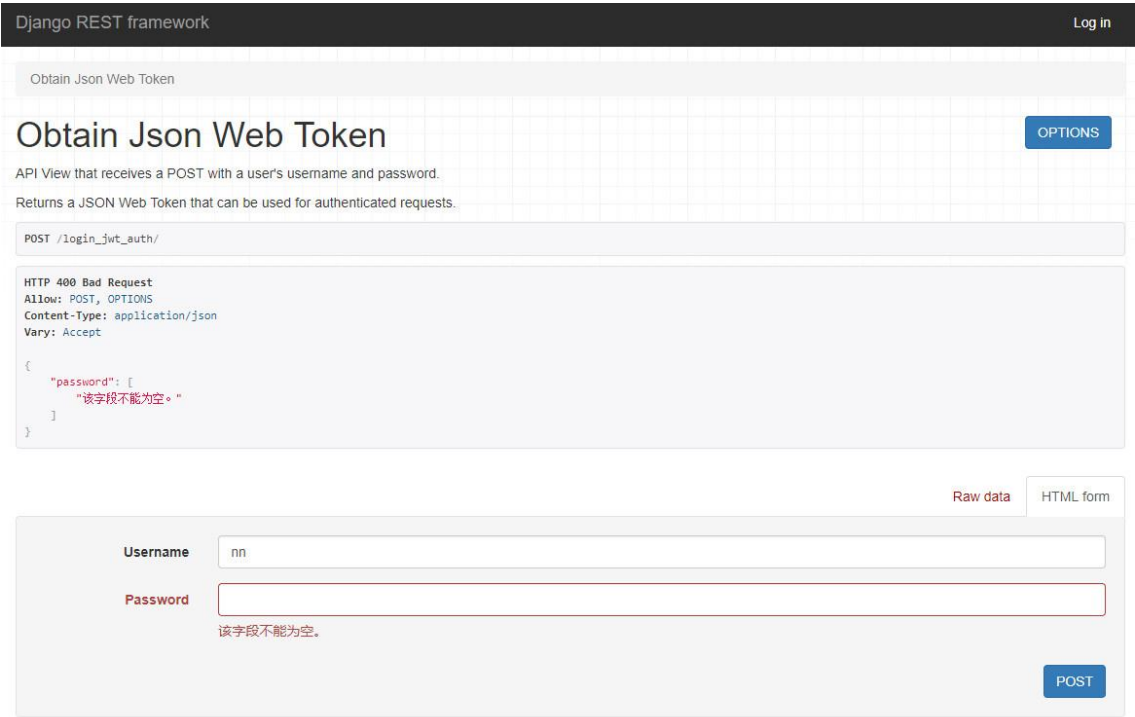 Django REST framework
Log in
Obtain Json Web Token
Obtain Json Web Token
OPTIONS
API View that receives a POST with a user's username and password.
Returns a JSON Web Token that can be used for authenticated requests.
POST /login_jwt_auth/
HTTP 400 Bad Request
Allow: POST, OPTIONS
Content-Type: application/json
Vary: Accept
{
    "password": [
        "该字段不能为空。"
    ]
}
Raw data
HTML form
Username
nn
Password
该字段不能为空。
POST